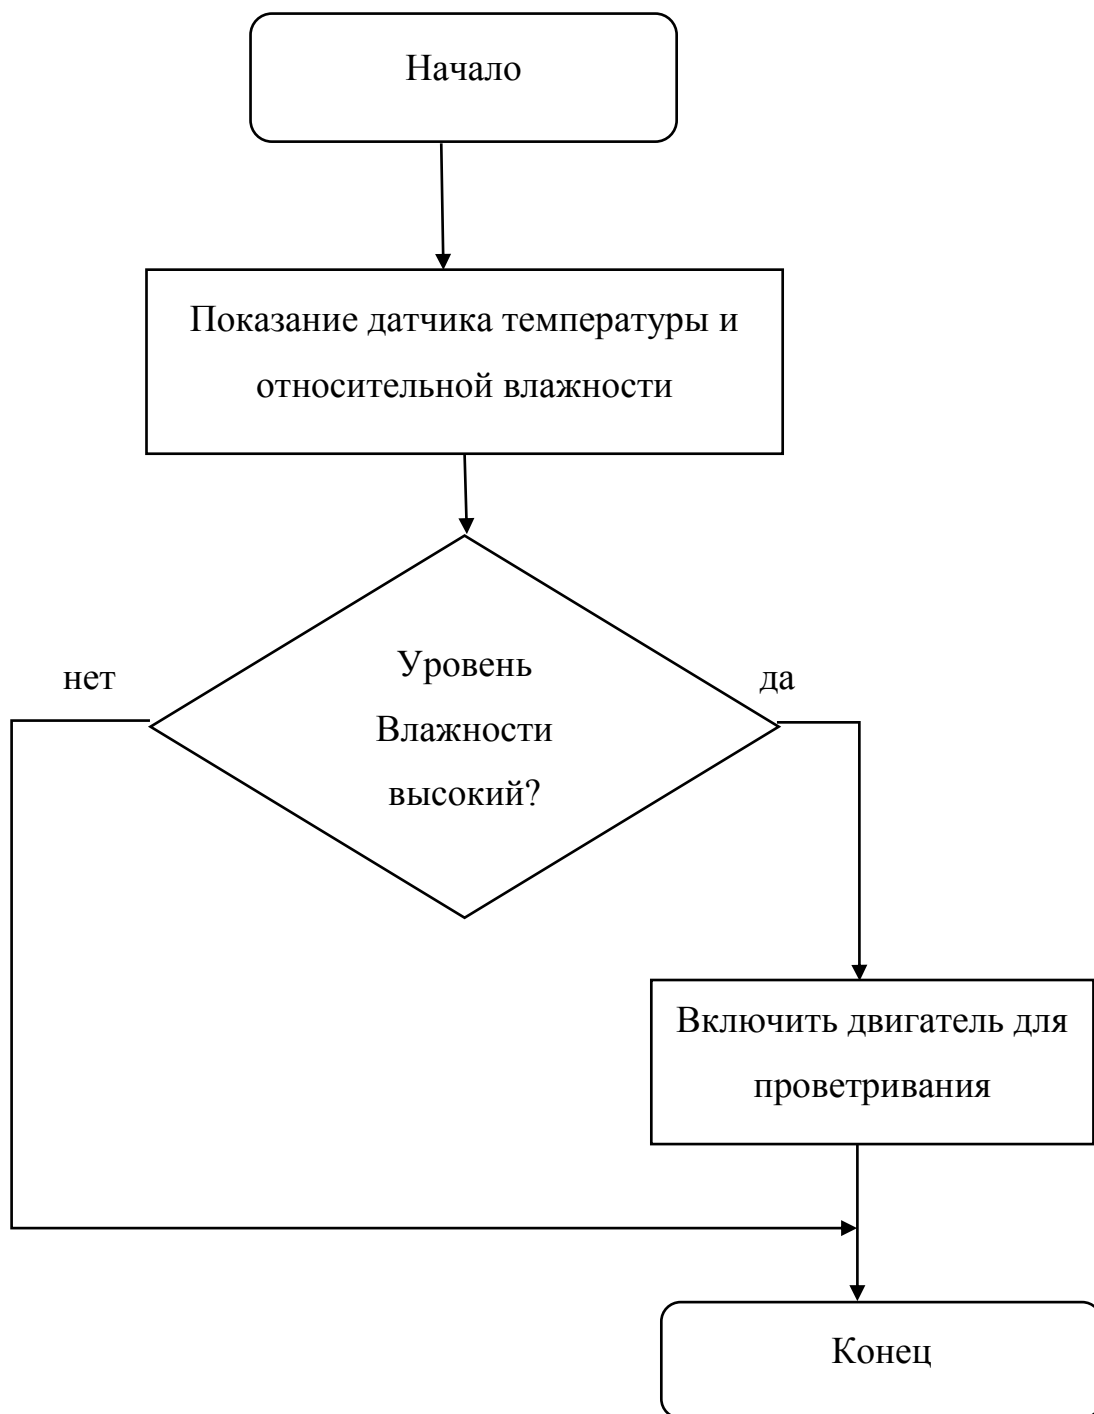 Начало
Показание датчика температуры и
относительной влажности
нет
Уровень
да
Влажности
высокий?
Включить двигатель для
проветривания
Конец